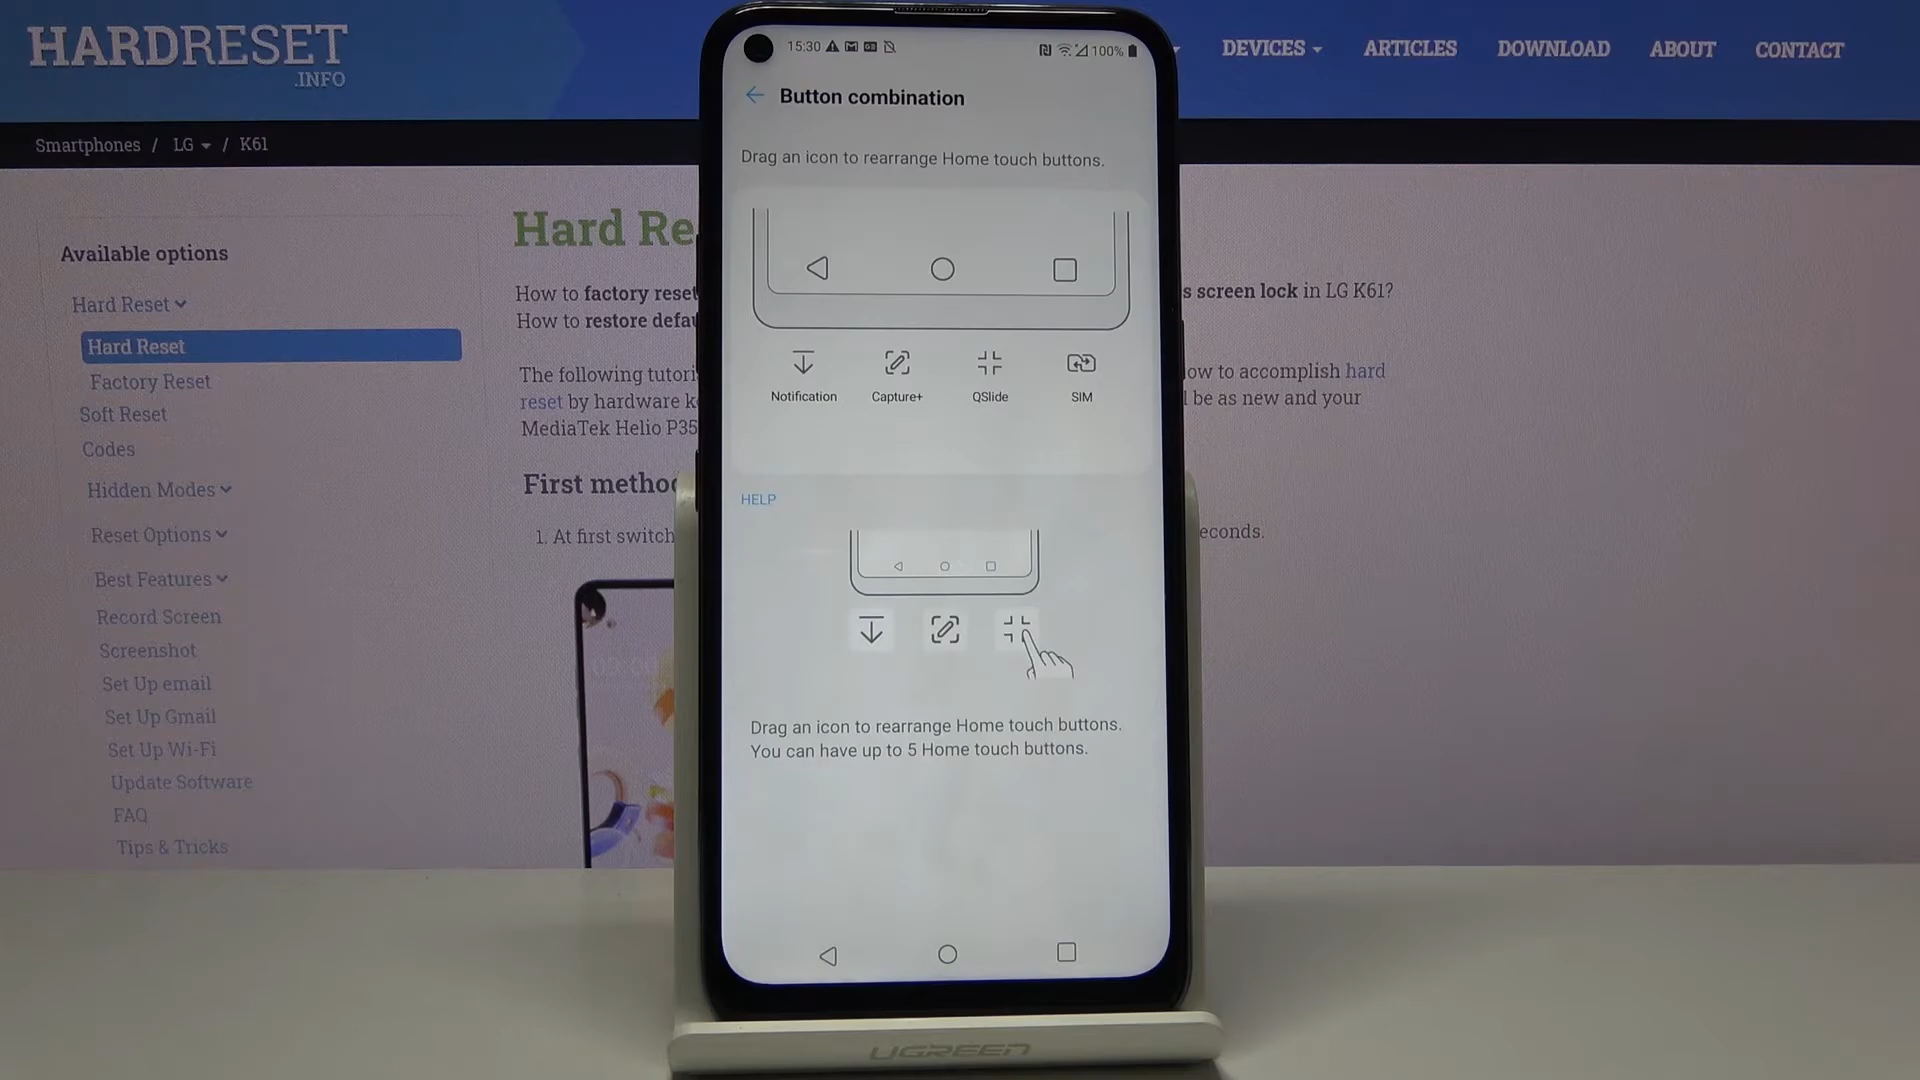 HARDRESET
.INFO
DEVICES
ARTICLES
DOWNLOAD
ABOUT
CONTACT
Smartphones / LG / K61
Available options
Hard Reset
Hard Reset
Factory Reset
Soft Reset
Codes
Hidden Modes
Reset Options
Best Features
Record Screen
Screenshot
Set Up email
Set Up Gmail
Set Up Wi-Fi
Update Software
FAQ
Tips & Tricks
Hard Re
How to factory reset
s screen lock in LG K61?
How to restore defau
The following tutori
ow to accomplish hard
reset by hardware k
l be as new and your
MediaTek Helio P35
First metho
1. At first switch
econds.
15:30
100%
Button combination
Drag an icon to rearrange Home touch buttons.
Notification
Capture+
QSlide
SIM
HELP
Drag an icon to rearrange Home touch buttons.
You can have up to 5 Home touch buttons.
UGREEN